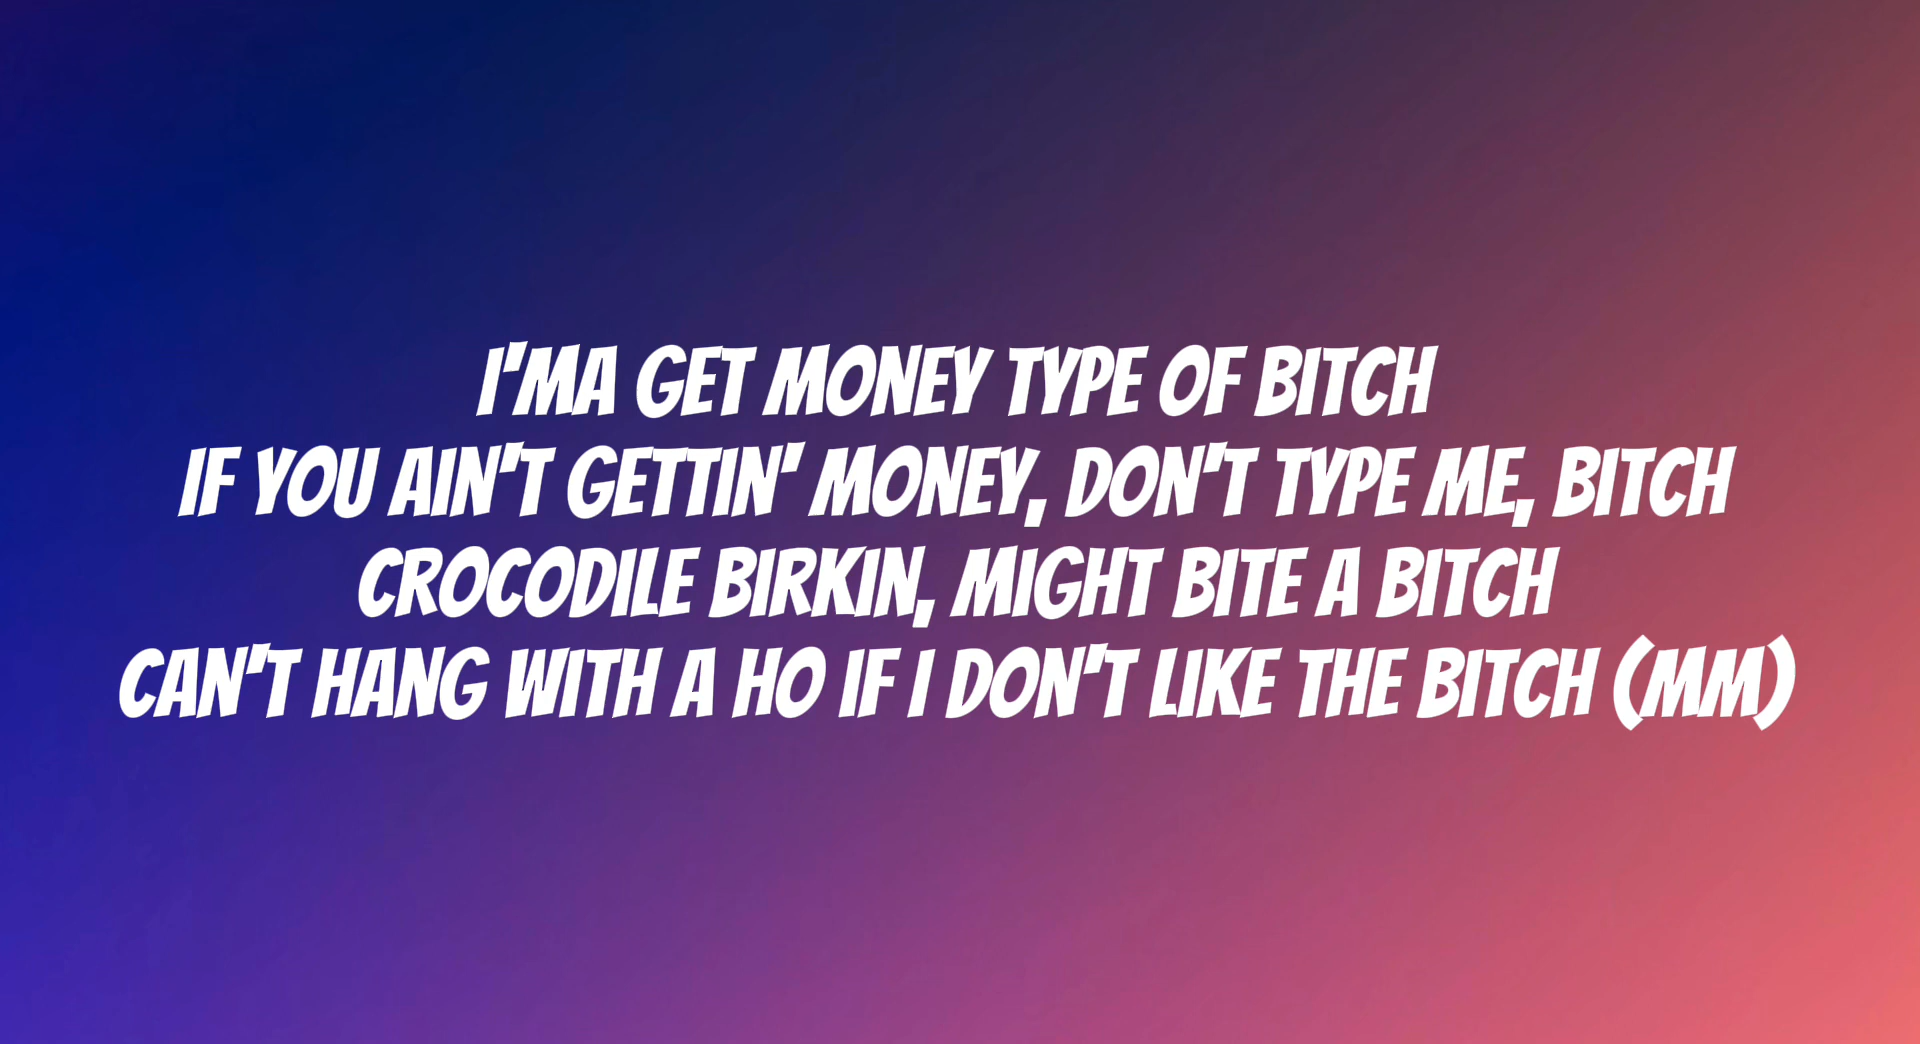 I'MA GET MONEY TYPE OF BITCH
IF YOU AIN'T GETTIN' MONEY, DON'T TYPE ME, BITCH
CROCODILE BIRKIN, MIGHT BITE A BITCH
CAN'T HANG WITH A HO IF I DON'T LIKE THE BITCH (MM)